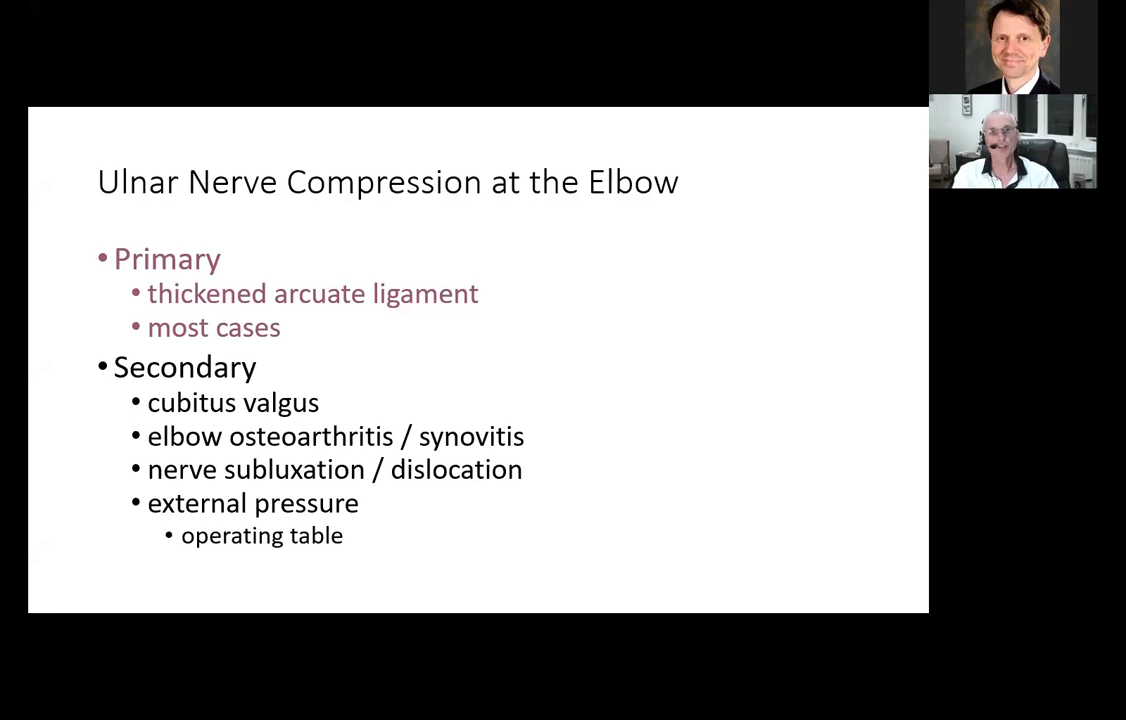 Ulnar Nerve Compression at the Elbow
• Primary
• thickened arcuate ligament
• most cases
• Secondary
• cubitus valgus
• elbow osteoarthritis / synovitis
• nerve subluxation / dislocation
• external pressure
• operating table